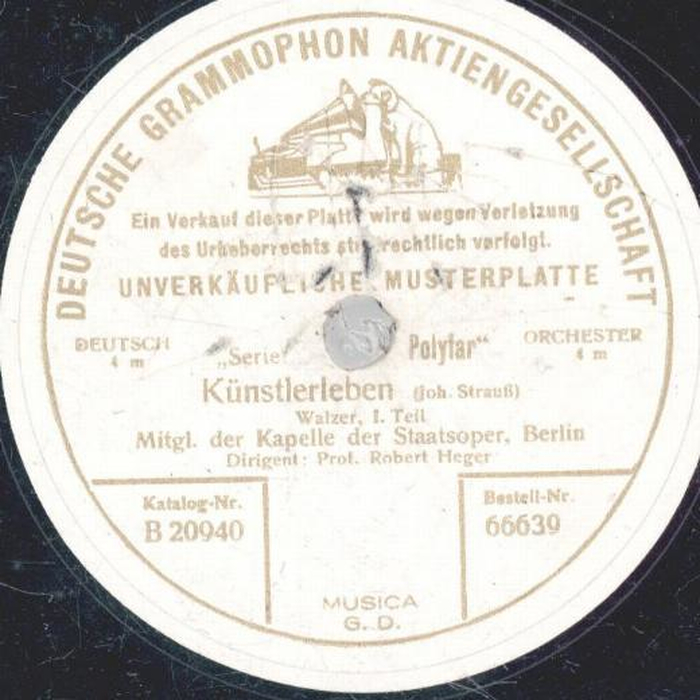 DEUTSCHE GRAMMOPHON AKTIENGESELLSCHAFT
Ein Verkauf dieser Platte wird wegen Verletzung
des Urheberrechts strafrechtlich verfolgt.
UNVERKÄUFLICHE MUSTERPLATTE
DEUTSCH
4 m
„Serie Polyfar“
ORCHESTER
4 m
Künstlerleben (Joh. Strauß)
Walzer, I. Teil
Mitgl. der Kapelle der Staatsoper, Berlin
Dirigent: Prof. Robert Heger
Katalog-Nr.
B 20940
Bestell-Nr.
66639
MUSICA
G. D.